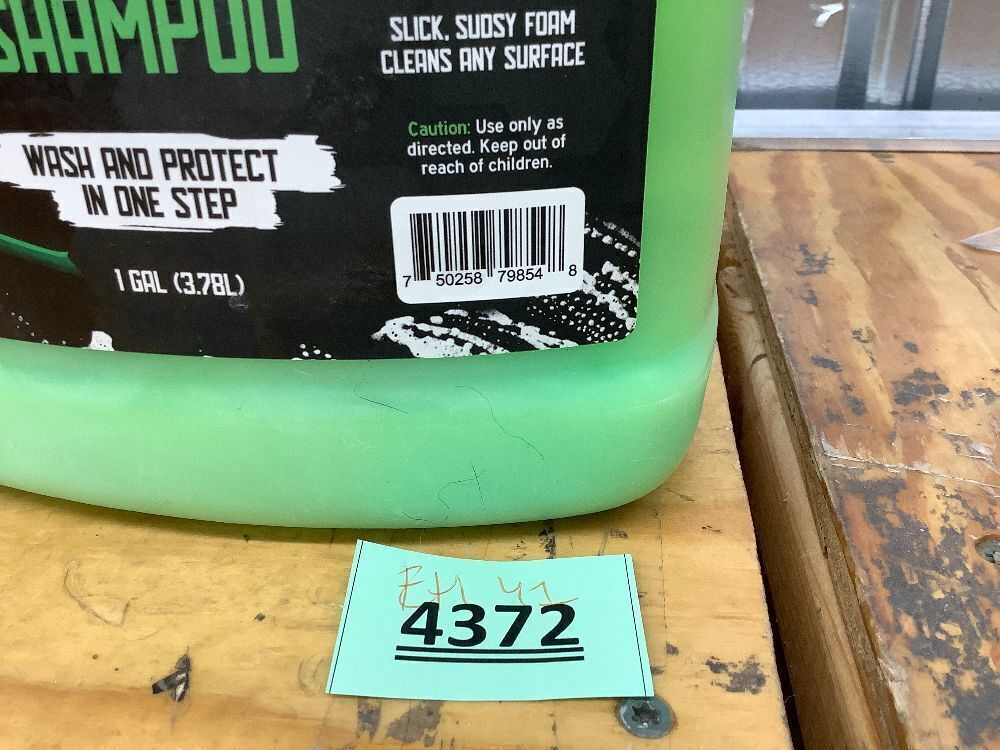 SHAMPOO
SLICK, SUDSY FOAM
CLEANS ANY SURFACE
Caution: Use only as
directed. Keep out of
reach of children.
WASH AND PROTECT
IN ONE STEP
1 GAL (3.78L)
7 50258 79854 8
4372